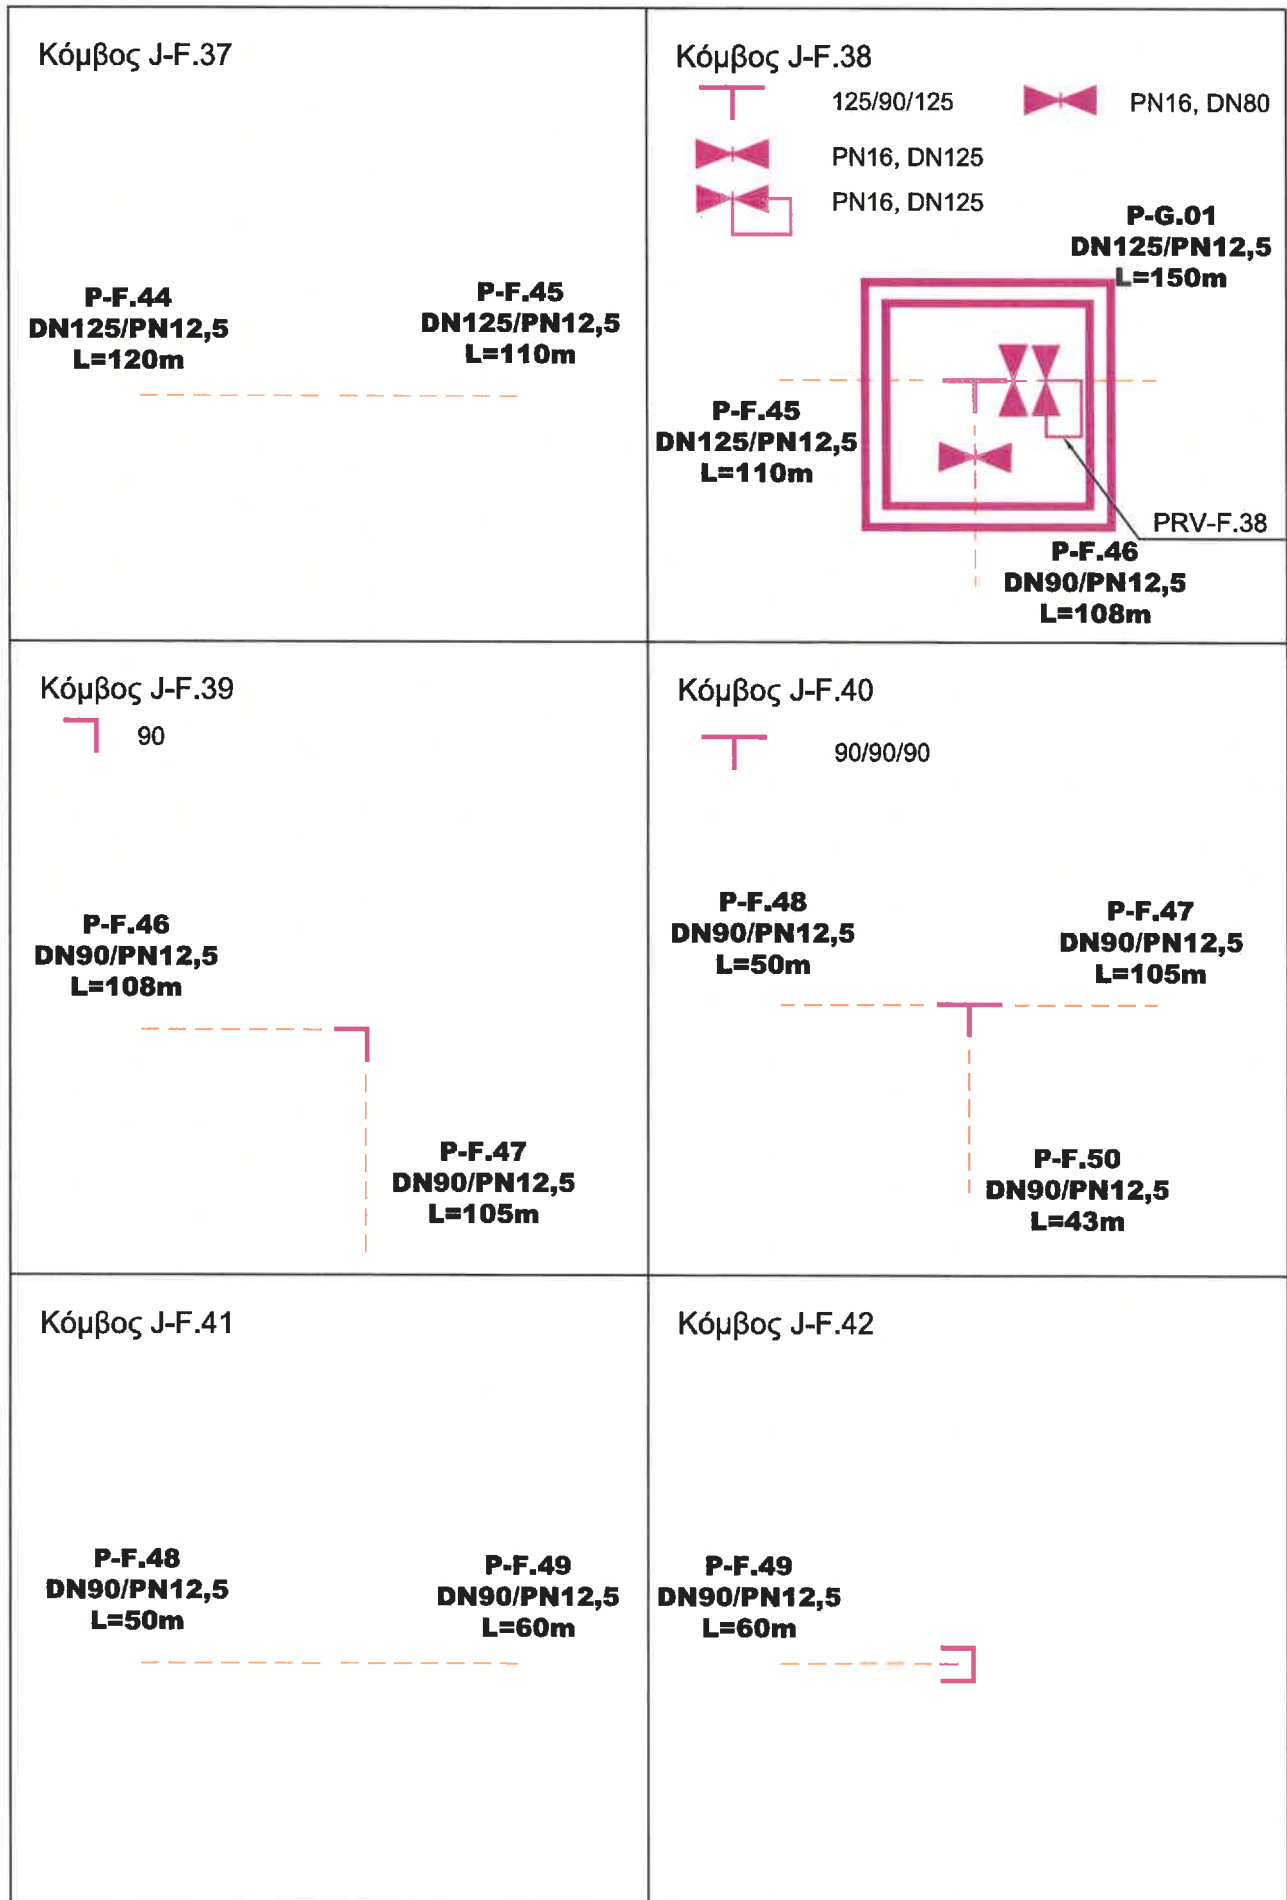 Κόμβος J-F.37
P-F.44
DN125/PN12,5
L=120m
P-F.45
DN125/PN12,5
L=110m
Κόμβος J-F.38
125/90/125
PN16, DN80
PN16, DN125
PN16, DN125
P-G.01
DN125/PN12,5
L=150m
P-F.45
DN125/PN12,5
L=110m
PRV-F.38
P-F.46
DN90/PN12,5
L=108m
Κόμβος J-F.39
90
P-F.46
DN90/PN12,5
L=108m
P-F.47
DN90/PN12,5
L=105m
Κόμβος J-F.40
90/90/90
P-F.48
DN90/PN12,5
L=50m
P-F.47
DN90/PN12,5
L=105m
P-F.50
DN90/PN12,5
L=43m
Κόμβος J-F.41
P-F.48
DN90/PN12,5
L=50m
P-F.49
DN90/PN12,5
L=60m
Κόμβος J-F.42
P-F.49
DN90/PN12,5
L=60m